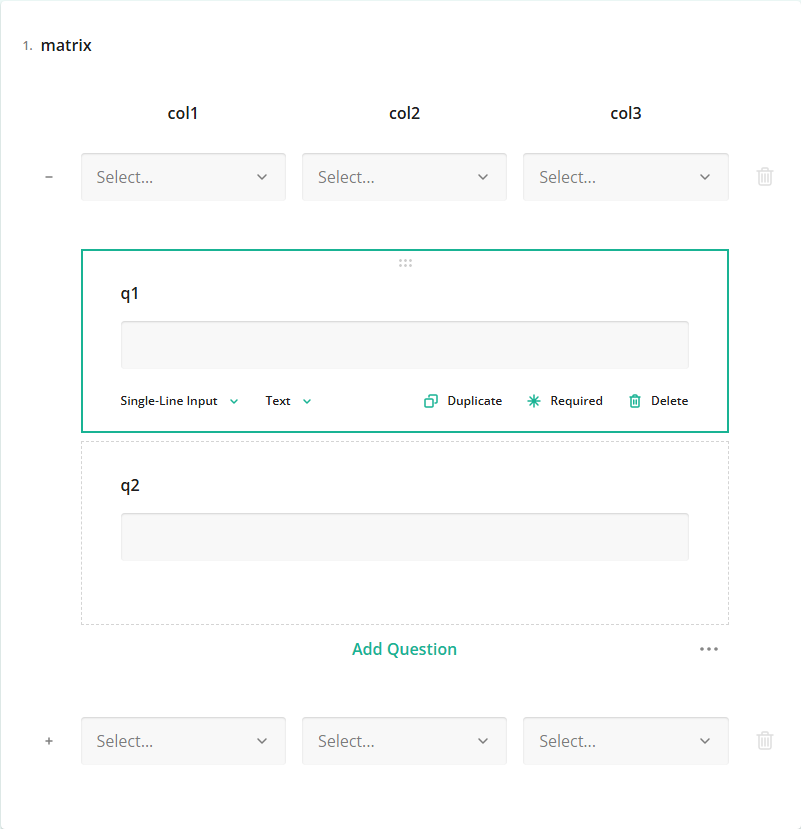 1. matrix
col1 col2 col3
Select... Select... Select...
q1
Single-Line Input Text Duplicate Required Delete
q2
Add Question
Select... Select... Select...